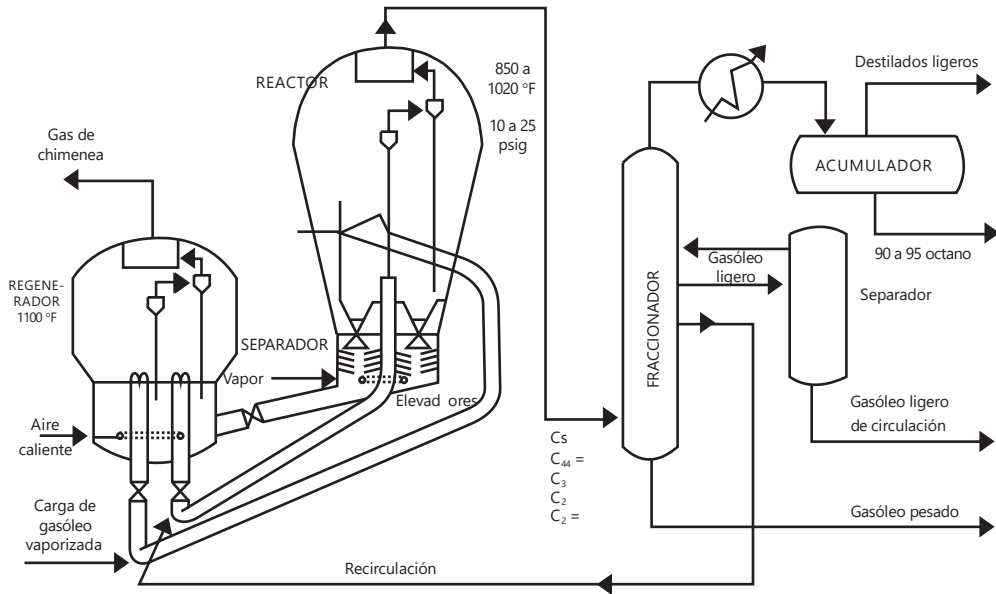 REACTOR
850 a
1020 °F
10 a 25
psig
Gas de
chimenea
REGENE-
RADOR
1100 °F
SEPARADOR
Vapor
Elevad ores
Aire
caliente
Carga de
gasóleo
vaporizada
Recirculación
Cs
C44 =
C3
C2
C2 =
FRACCIONADOR
Destilados ligeros
ACUMULADOR
90 a 95 octano
Gasóleo
ligero
Separador
Gasóleo ligero
de circulación
Gasóleo pesado